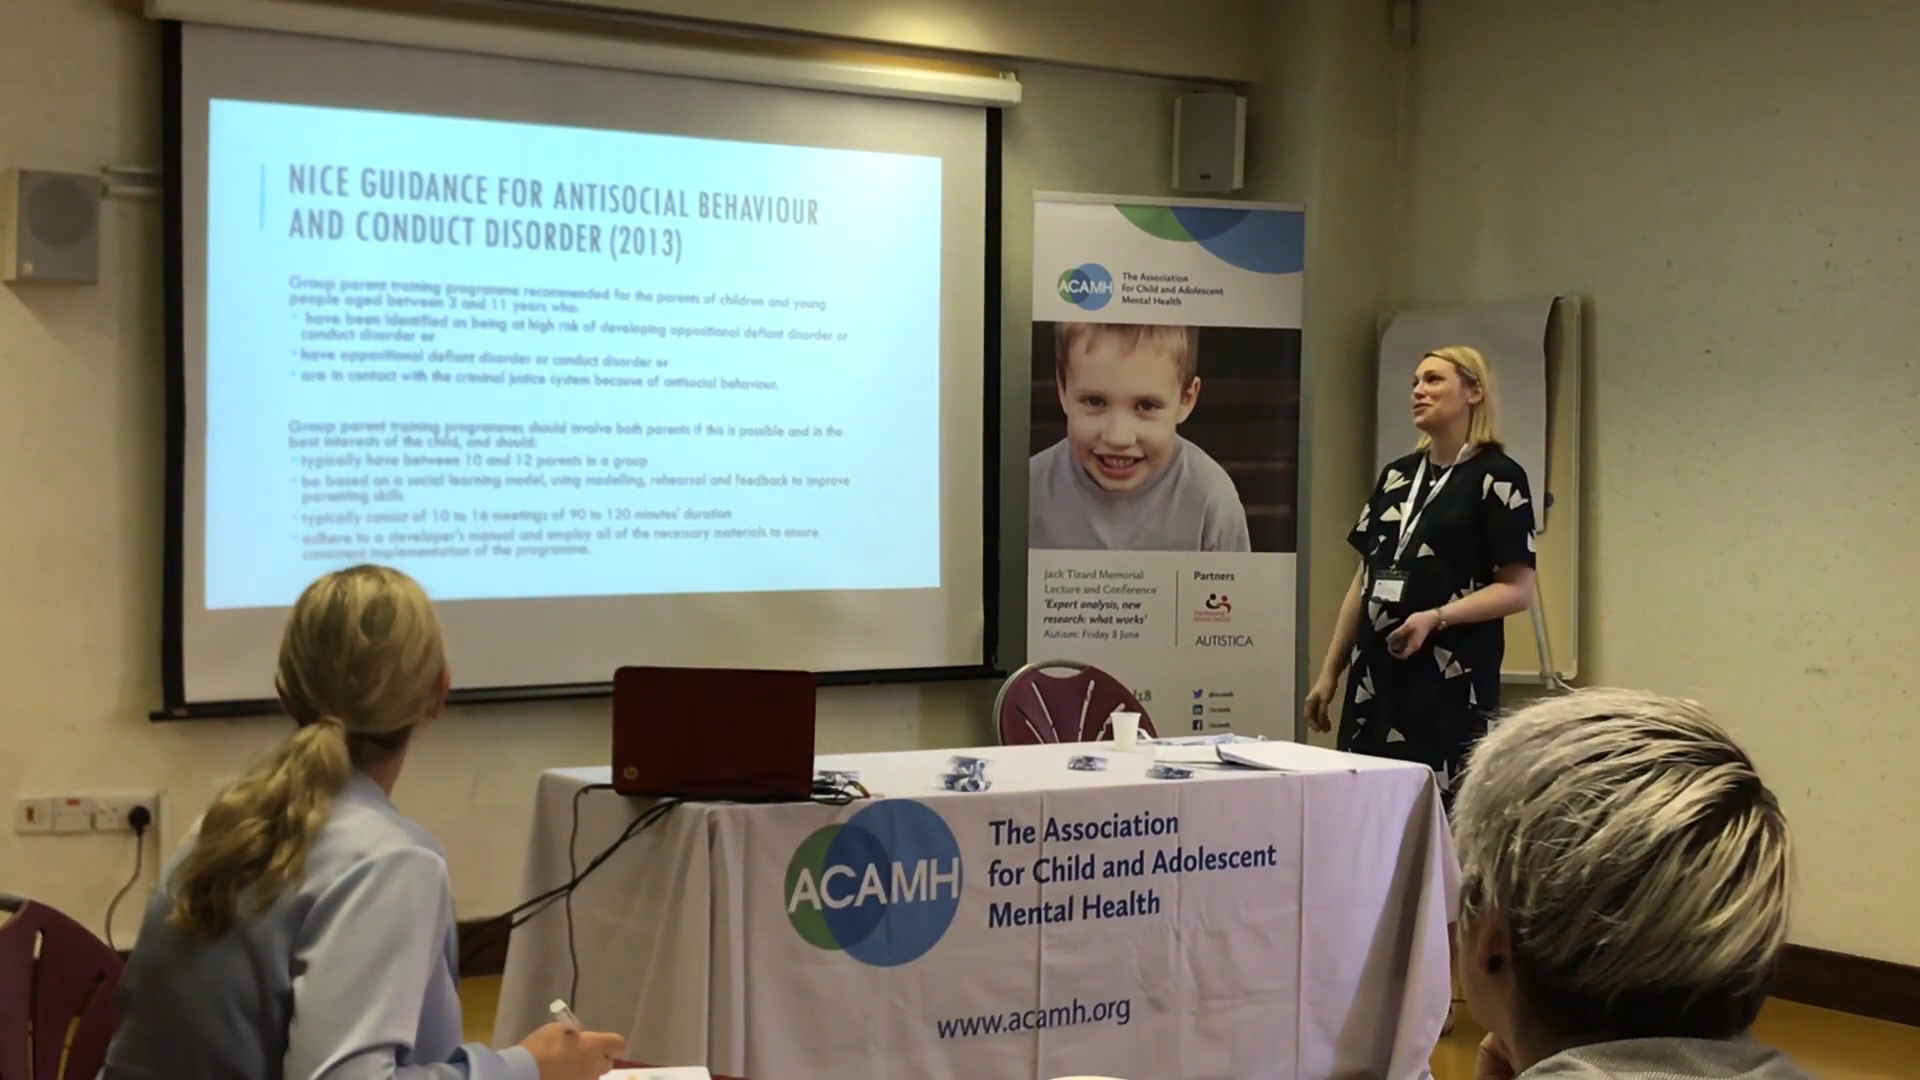 NICE GUIDANCE FOR ANTISOCIAL BEHAVIOUR
AND CONDUCT DISORDER (2013)
Group parent training programme recommended for the parents of children and young
people aged between 3 and 11 years who:
have been identified as being at high risk of developing oppositional defiant disorder or
conduct disorder or
have oppositional defiant disorder or conduct disorder or
are in contact with the criminal justice system because of antisocial behaviour.
Group parent training programmes should involve both parents if this is possible and in the
best interests of the child, and should:
typically have between 10 and 12 parents in a group
be based on a social learning model, using modelling, rehearsal and feedback to improve
parenting skills
typically consist of 10 to 16 meetings of 90 to 120 minutes' duration
adhere to a developer's manual and employ all of the necessary materials to ensure
consistent implementation of the programme.
ACAMH
The Association
for Child and Adolescent
Mental Health
Jack Tizard Memorial
Lecture and Conference
'Expert analysis, new
research: what works'
Autism: Friday 8 June
Partners
AUTISTICA
18
ACAMH
The Association
for Child and Adolescent
Mental Health
www.acamh.org